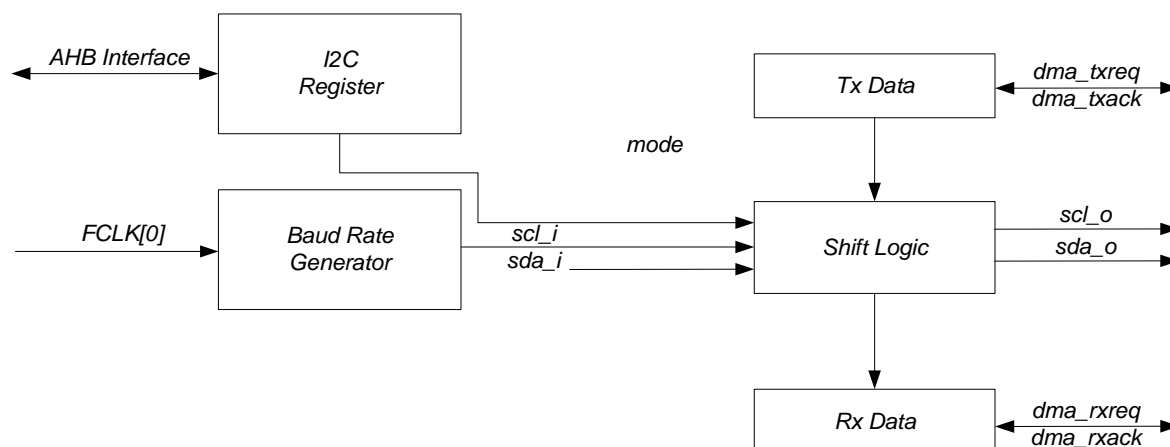 AHB Interface
I2C
Register
Tx Data
dma_txreq
dma_txack
mode
FCLK[0]
Baud Rate
Generator
scl_i
sda_i
Shift Logic
scl_o
sda_o
Rx Data
dma_rxreq
dma_rxack